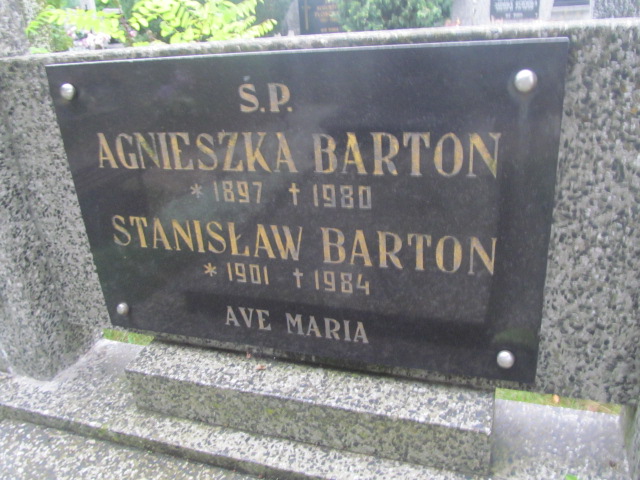 Ś.P.
AGNIESZKA BARTON
* 1897 † 1980
STANISŁAW BARTON
* 1901 † 1984
AVE MARIA